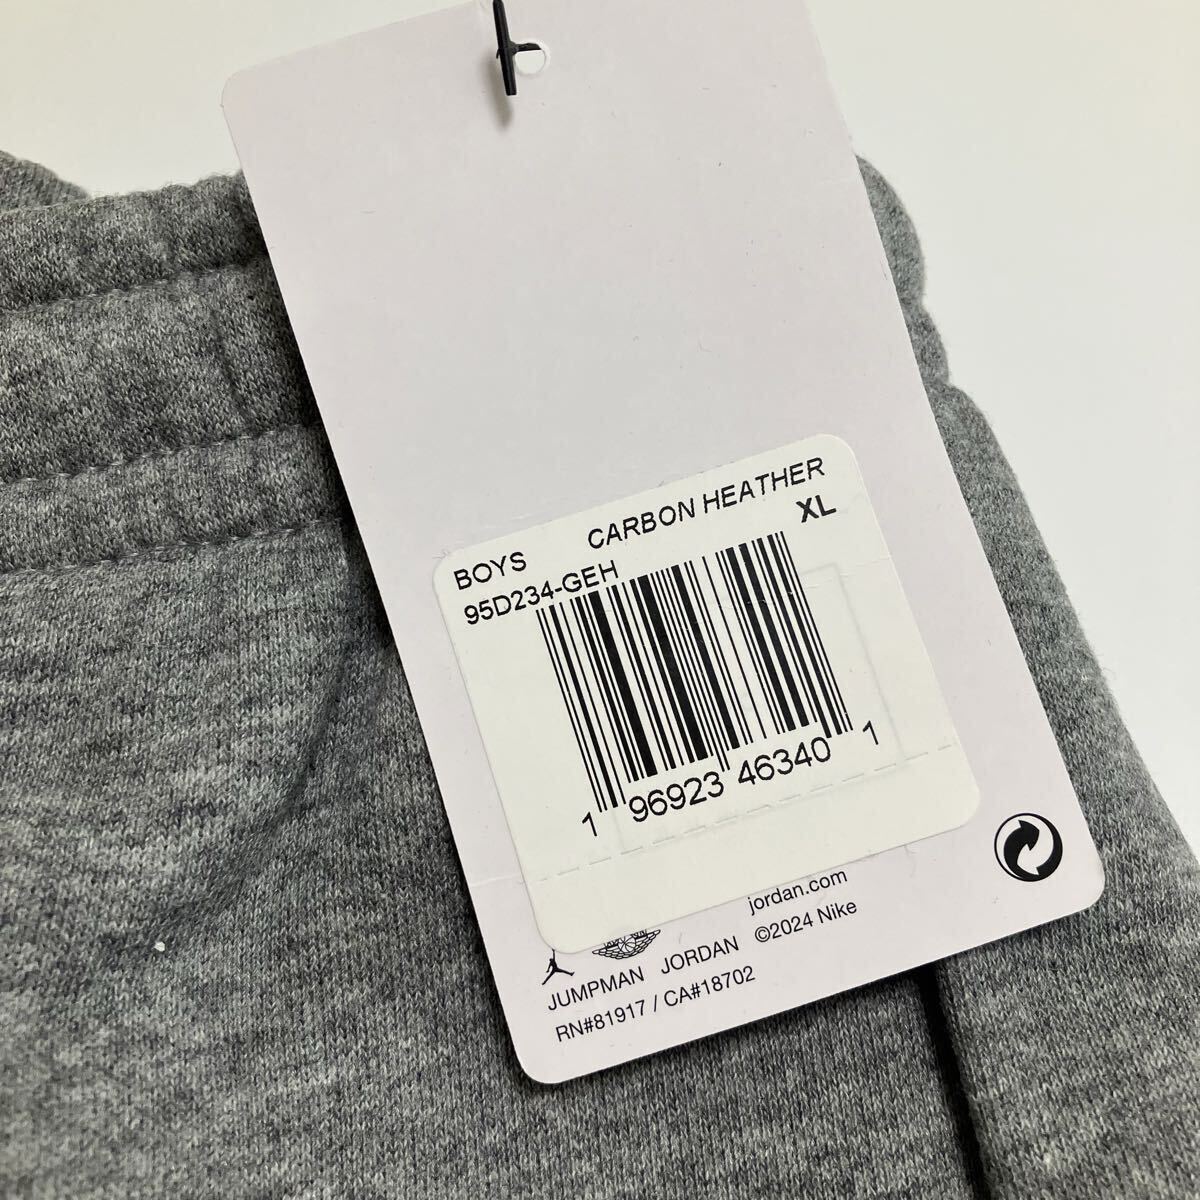 BOYS CARBON HEATHER
95D234-GEH XL
1 96923 46340 1
jordan.com
JUMPMAN JORDAN ©2024 Nike
RN#81917 / CA#18702